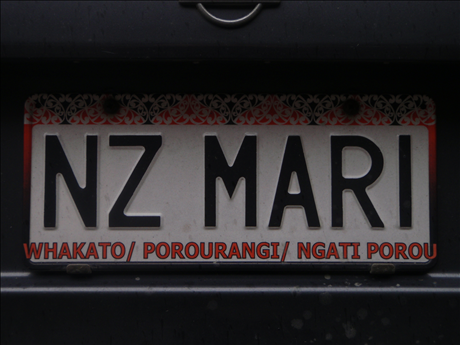 NZ MARI
WHAKATO/ POROURANGI/ NGATI POROU